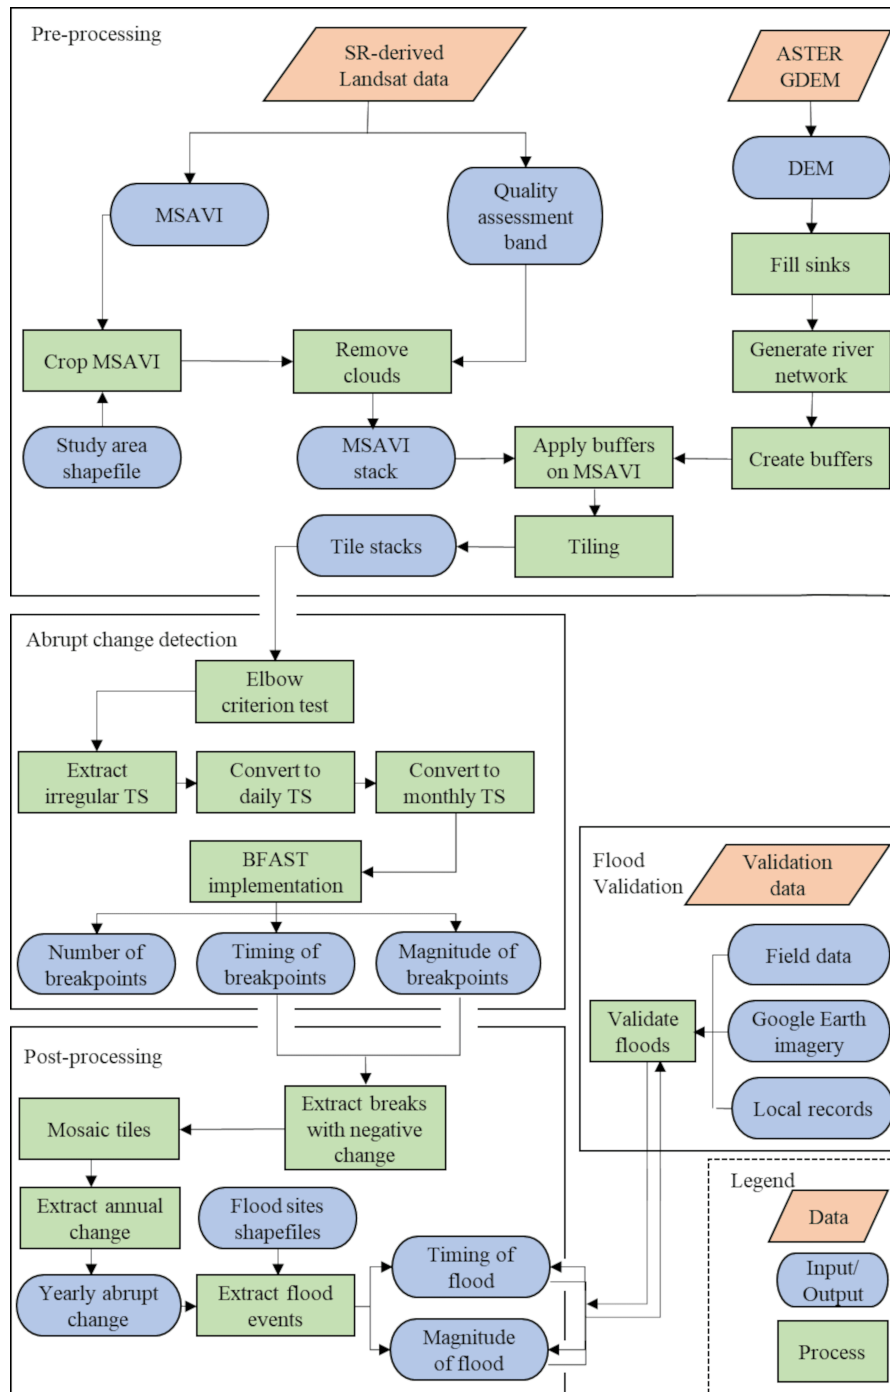 Pre-processing
SR-derived
Landsat data
ASTER
GDEM
MSAVI
Quality
assessment
band
DEM
Fill sinks
Crop MSAVI
Remove
clouds
Generate river
network
Study area
shapefile
MSAVI
stack
Apply buffers
on MSAVI
Create buffers
Tile stacks
Tiling
Abrupt change detection
Elbow
criterion test
Extract
irregular TS
Convert to
daily TS
Convert to
monthly TS
BFAST
implementation
Number of
breakpoints
Timing of
breakpoints
Magnitude of
breakpoints
Flood
Validation
Validation
data
Field data
Validate
floods
Google Earth
imagery
Local records
Post-processing
Mosaic tiles
Extract breaks
with negative
change
Extract annual
change
Flood sites
shapefiles
Yearly abrupt
change
Extract flood
events
Timing of
flood
Magnitude
of flood
Legend
Data
Input/
Output
Process